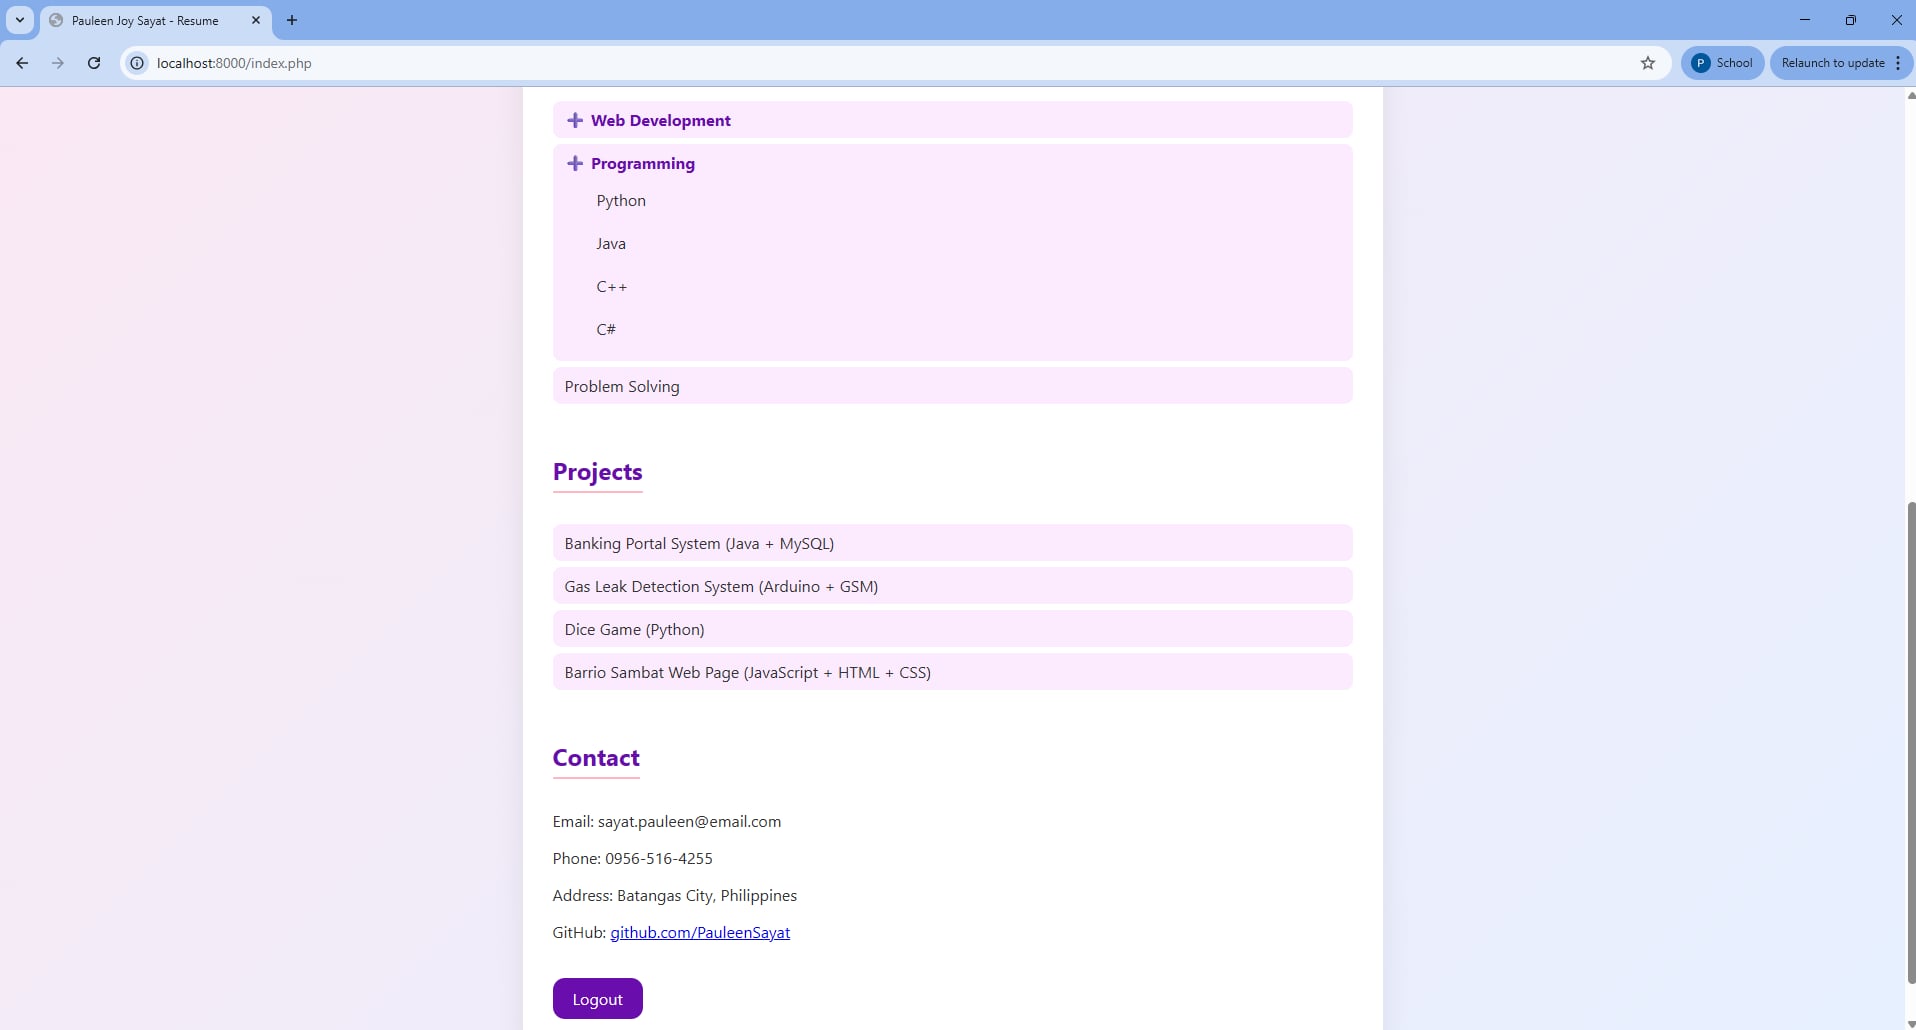 Pauleen Joy Sayat - Resume
localhost:8000/index.php
P School
Relaunch to update
➕ Web Development
➕ Programming
Python
Java
C++
C#
Problem Solving
Projects
Banking Portal System (Java + MySQL)
Gas Leak Detection System (Arduino + GSM)
Dice Game (Python)
Barrio Sambat Web Page (JavaScript + HTML + CSS)
Contact
Email: sayat.pauleen@email.com
Phone: 0956-516-4255
Address: Batangas City, Philippines
GitHub: github.com/PauleenSayat
Logout